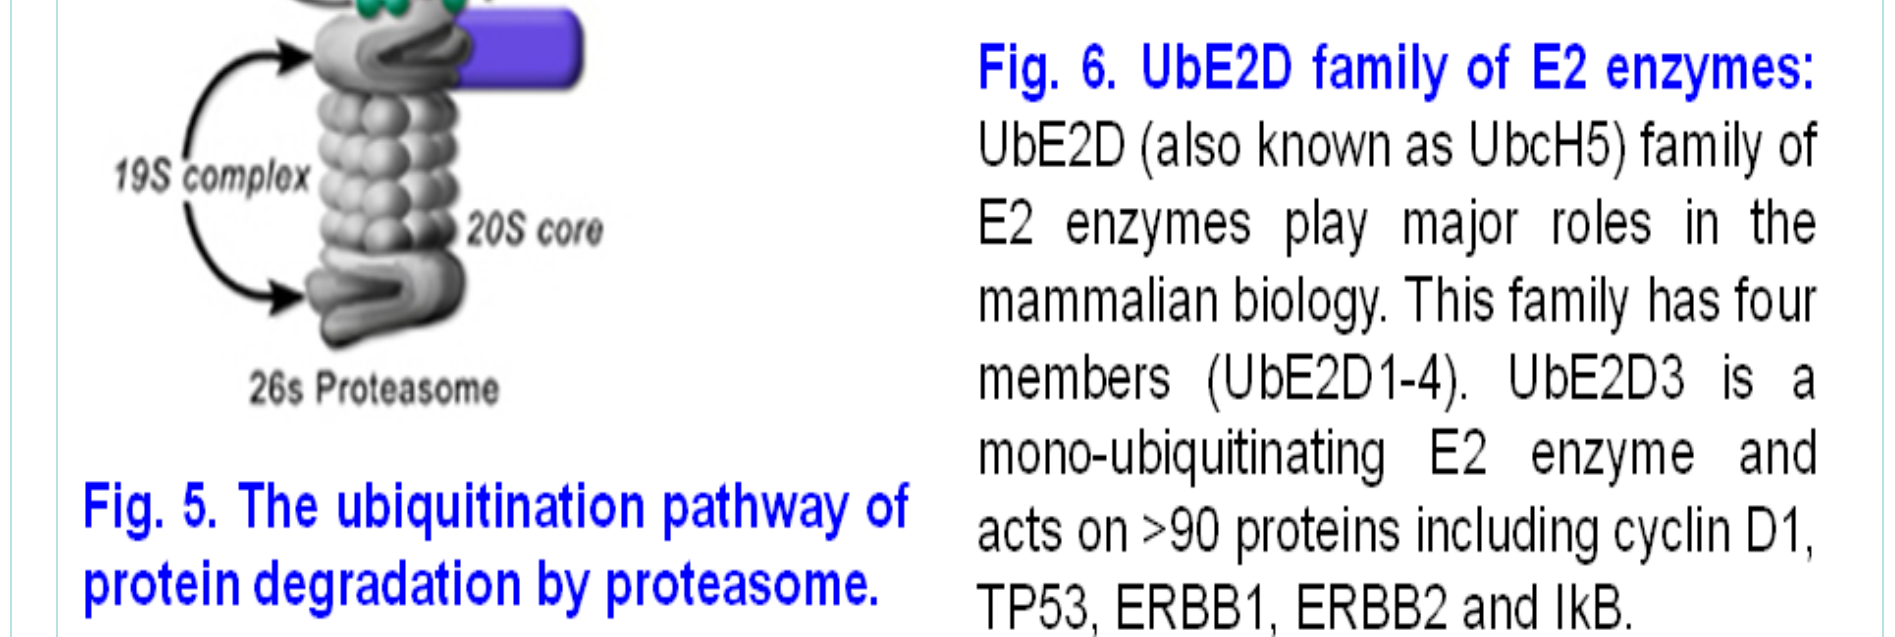 19S complex
20S core
26s Proteasome
Fig. 5. The ubiquitination pathway of
protein degradation by proteasome.
Fig. 6. UbE2D family of E2 enzymes:
UbE2D (also known as UbcH5) family of
E2 enzymes play major roles in the
mammalian biology. This family has four
members (UbE2D1-4). UbE2D3 is a
mono-ubiquitinating E2 enzyme and
acts on >90 proteins including cyclin D1,
TP53, ERBB1, ERBB2 and IkB.